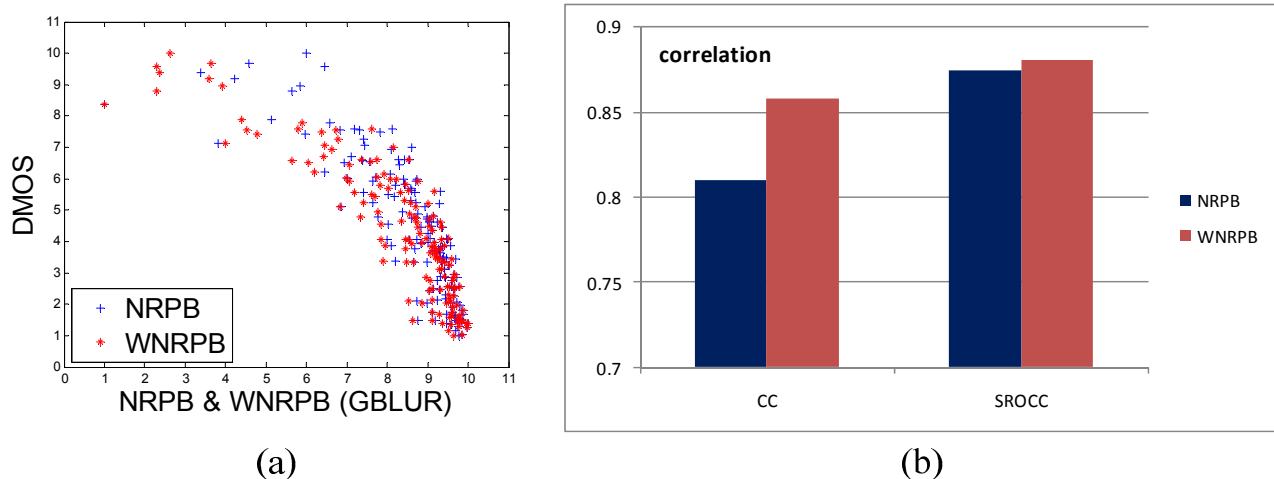 11
10
9
8
7
6
5
4
3
2
1
0
DMOS
NRPB
WNRPB
0 1 2 3 4 5 6 7 8 9 10 11
NRPB & WNRPB (GBLUR)
(a)
0.9
0.85
0.8
0.75
0.7
correlation
CC SROCC
NRPB
WNRPB
(b)